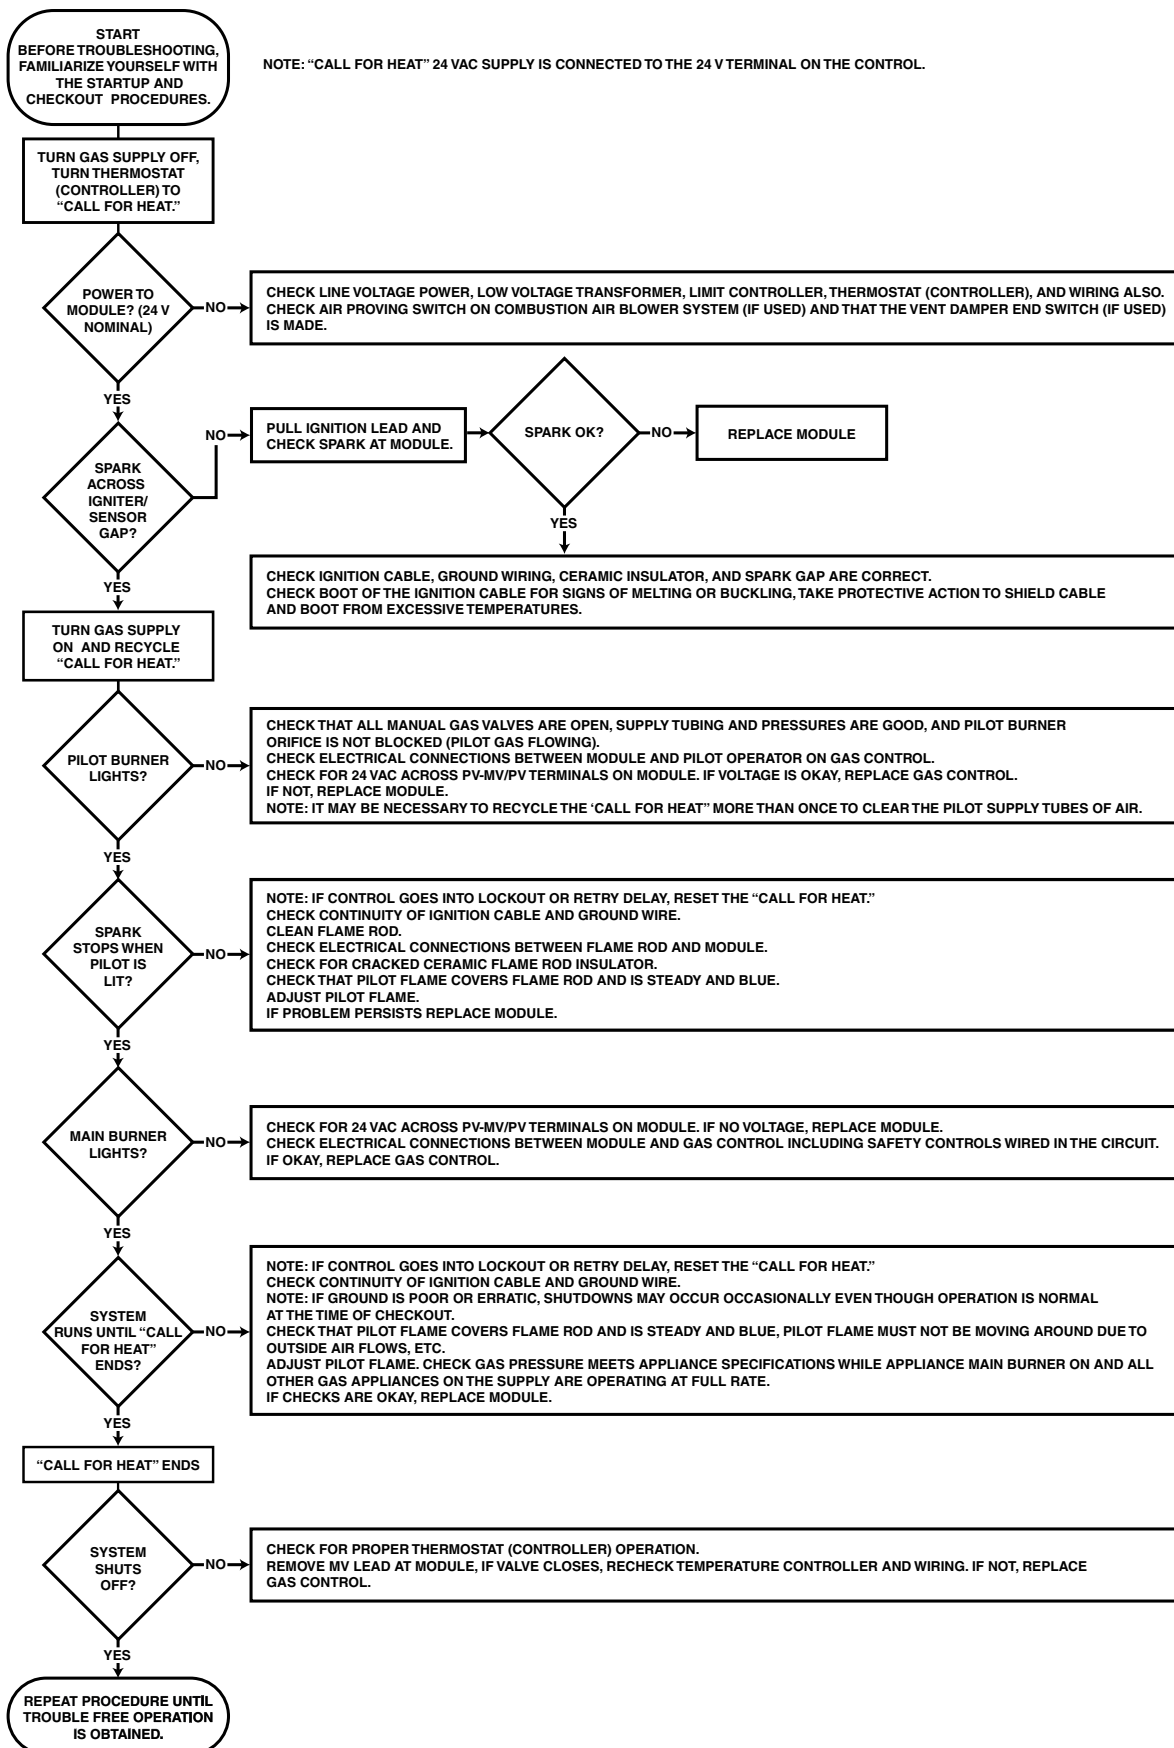 START
BEFORE TROUBLESHOOTING,
FAMILIARIZE YOURSELF WITH
THE STARTUP AND
CHECKOUT PROCEDURES.
NOTE: “CALL FOR HEAT” 24 VAC SUPPLY IS CONNECTED TO THE 24 V TERMINAL ON THE CONTROL.
TURN GAS SUPPLY OFF,
TURN THERMOSTAT
(CONTROLLER) TO
“CALL FOR HEAT.”
POWER TO
MODULE? (24 V
NOMINAL)
NO
CHECK LINE VOLTAGE POWER, LOW VOLTAGE TRANSFORMER, LIMIT CONTROLLER, THERMOSTAT (CONTROLLER), AND WIRING ALSO.
CHECK AIR PROVING SWITCH ON COMBUSTION AIR BLOWER SYSTEM (IF USED) AND THAT THE VENT DAMPER END SWITCH (IF USED)
IS MADE.
YES
SPARK
ACROSS
IGNITER/
SENSOR
GAP?
NO
PULL IGNITION LEAD AND
CHECK SPARK AT MODULE.
SPARK OK?
NO
REPLACE MODULE
YES
CHECK IGNITION CABLE, GROUND WIRING, CERAMIC INSULATOR, AND SPARK GAP ARE CORRECT.
CHECK BOOT OF THE IGNITION CABLE FOR SIGNS OF MELTING OR BUCKLING, TAKE PROTECTIVE ACTION TO SHIELD CABLE
AND BOOT FROM EXCESSIVE TEMPERATURES.
YES
TURN GAS SUPPLY
ON AND RECYCLE
“CALL FOR HEAT.”
PILOT BURNER
LIGHTS?
NO
CHECK THAT ALL MANUAL GAS VALVES ARE OPEN, SUPPLY TUBING AND PRESSURES ARE GOOD, AND PILOT BURNER
ORIFICE IS NOT BLOCKED (PILOT GAS FLOWING).
CHECK ELECTRICAL CONNECTIONS BETWEEN MODULE AND PILOT OPERATOR ON GAS CONTROL.
CHECK FOR 24 VAC ACROSS PV-MV/PV TERMINALS ON MODULE. IF VOLTAGE IS OKAY, REPLACE GAS CONTROL.
IF NOT, REPLACE MODULE.
NOTE: IT MAY BE NECESSARY TO RECYCLE THE ‘CALL FOR HEAT” MORE THAN ONCE TO CLEAR THE PILOT SUPPLY TUBES OF AIR.
YES
SPARK
STOPS WHEN
PILOT IS
LIT?
NO
NOTE: IF CONTROL GOES INTO LOCKOUT OR RETRY DELAY, RESET THE “CALL FOR HEAT.”
CHECK CONTINUITY OF IGNITION CABLE AND GROUND WIRE.
CLEAN FLAME ROD.
CHECK ELECTRICAL CONNECTIONS BETWEEN FLAME ROD AND MODULE.
CHECK FOR CRACKED CERAMIC FLAME ROD INSULATOR.
CHECK THAT PILOT FLAME COVERS FLAME ROD AND IS STEADY AND BLUE.
ADJUST PILOT FLAME.
IF PROBLEM PERSISTS REPLACE MODULE.
YES
MAIN BURNER
LIGHTS?
NO
CHECK FOR 24 VAC ACROSS PV-MV/PV TERMINALS ON MODULE. IF NO VOLTAGE, REPLACE MODULE.
CHECK ELECTRICAL CONNECTIONS BETWEEN MODULE AND GAS CONTROL INCLUDING SAFETY CONTROLS WIRED IN THE CIRCUIT.
IF OKAY, REPLACE GAS CONTROL.
YES
SYSTEM
RUNS UNTIL “CALL
FOR HEAT”
ENDS?
NO
NOTE: IF CONTROL GOES INTO LOCKOUT OR RETRY DELAY, RESET THE “CALL FOR HEAT.”
CHECK CONTINUITY OF IGNITION CABLE AND GROUND WIRE.
NOTE: IF GROUND IS POOR OR ERRATIC, SHUTDOWNS MAY OCCUR OCCASIONALLY EVEN THOUGH OPERATION IS NORMAL
AT THE TIME OF CHECKOUT.
CHECK THAT PILOT FLAME COVERS FLAME ROD AND IS STEADY AND BLUE, PILOT FLAME MUST NOT BE MOVING AROUND DUE TO
OUTSIDE AIR FLOWS, ETC.
ADJUST PILOT FLAME. CHECK GAS PRESSURE MEETS APPLIANCE SPECIFICATIONS WHILE APPLIANCE MAIN BURNER ON AND ALL
OTHER GAS APPLIANCES ON THE SUPPLY ARE OPERATING AT FULL RATE.
IF CHECKS ARE OKAY, REPLACE MODULE.
YES
“CALL FOR HEAT” ENDS
SYSTEM
SHUTS
OFF?
NO
CHECK FOR PROPER THERMOSTAT (CONTROLLER) OPERATION.
REMOVE MV LEAD AT MODULE, IF VALVE CLOSES, RECHECK TEMPERATURE CONTROLLER AND WIRING. IF NOT, REPLACE
GAS CONTROL.
YES
REPEAT PROCEDURE UNTIL
TROUBLE FREE OPERATION
IS OBTAINED.